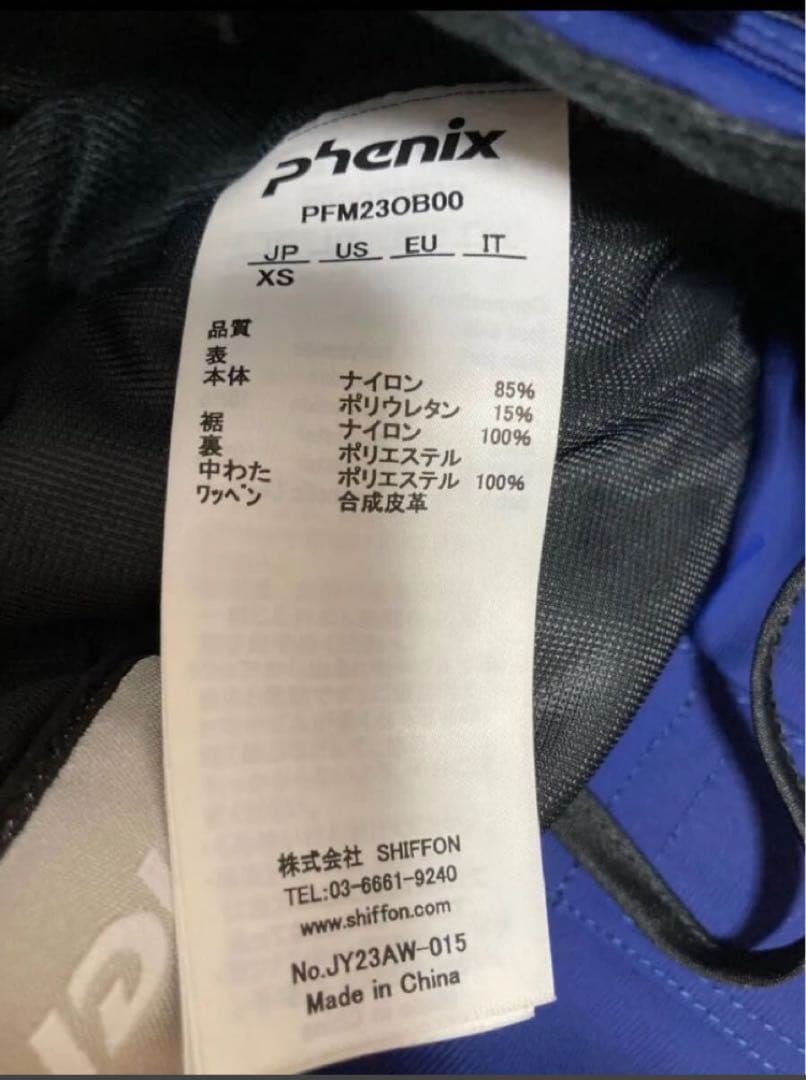 phenix
PFM23OB00
JP US EU IT
XS
品質
表
本体 ナイロン 85%
ポリウレタン 15%
裾 ナイロン 100%
裏 ポリエステル
中わた ポリエステル 100%
ワッペン 合成皮革
株式会社 SHIFFON
TEL:03-6661-9240
www.shiffon.com
No.JY23AW-015
Made in China